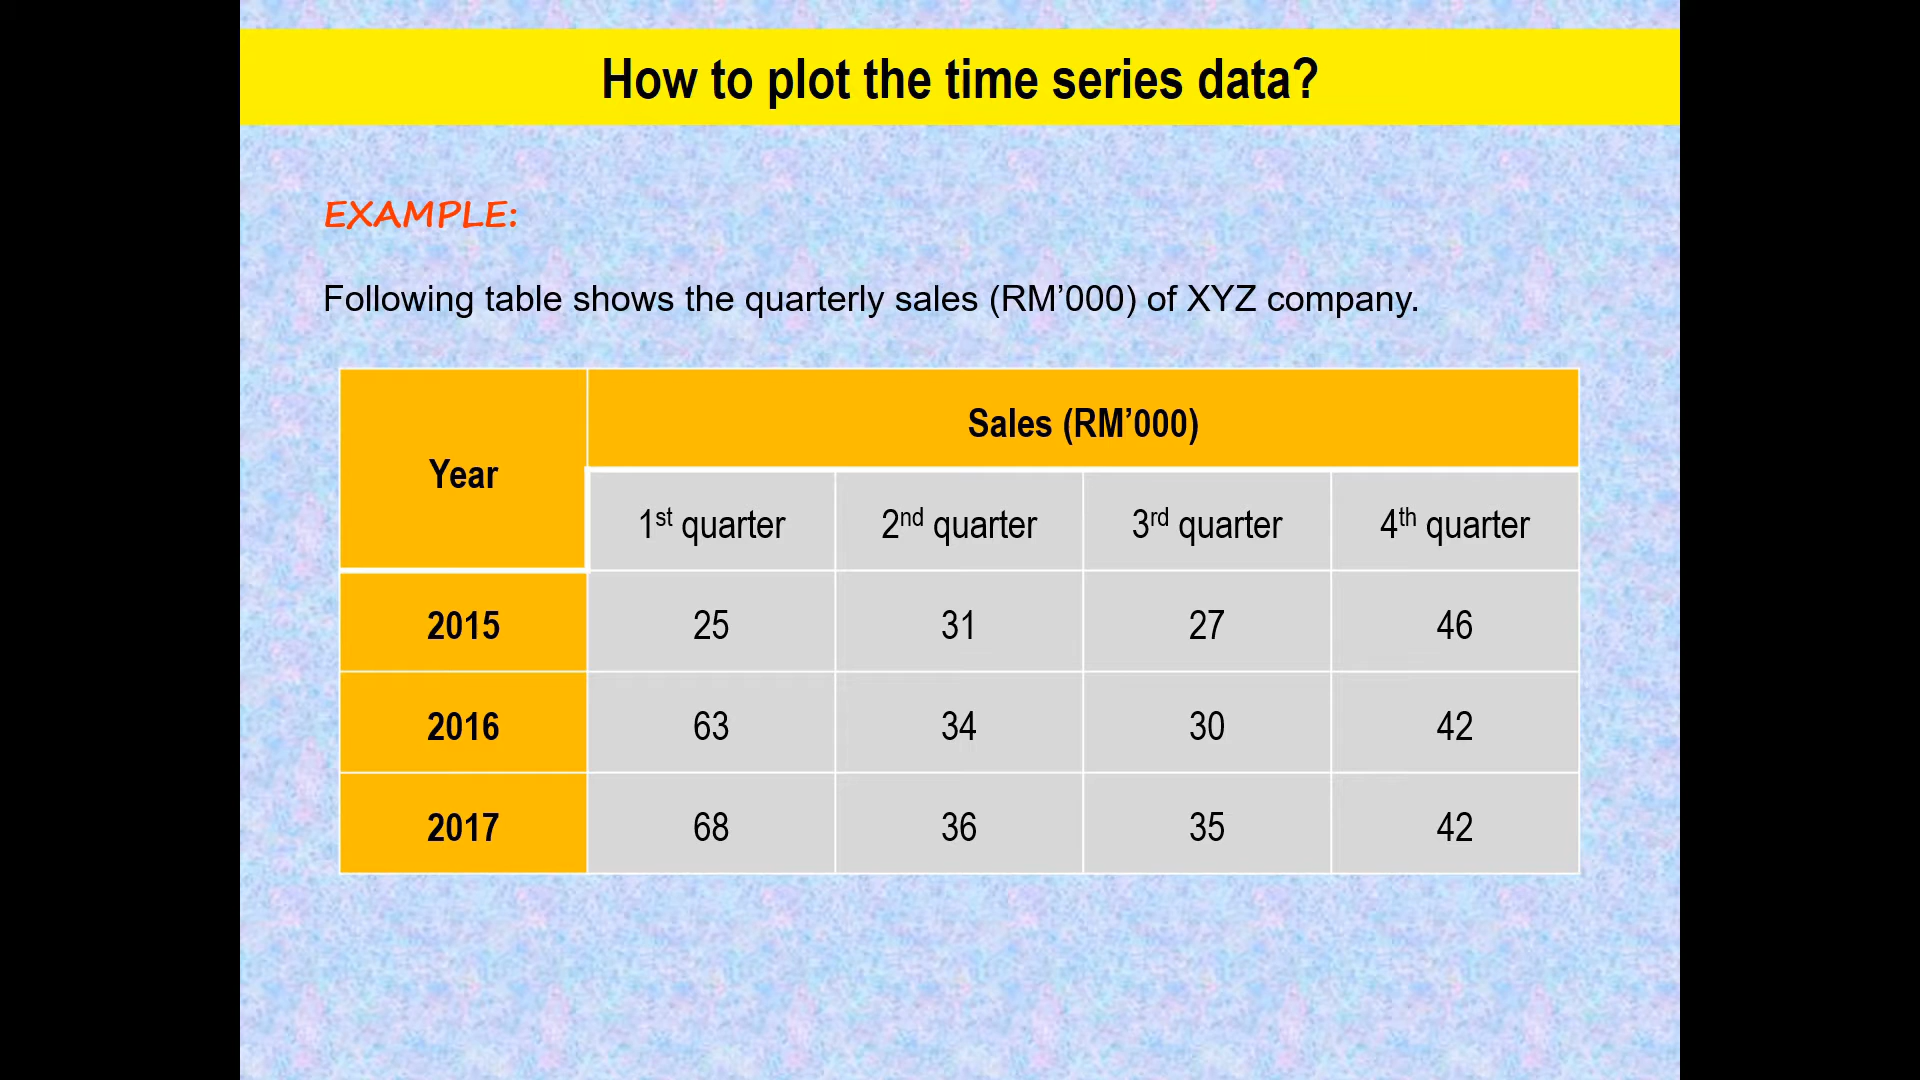 How to plot the time series data?
EXAMPLE:
Following table shows the quarterly sales (RM’000) of XYZ company.
Year
Sales (RM’000)
1st quarter 2nd quarter 3rd quarter 4th quarter
2015 25 31 27 46
2016 63 34 30 42
2017 68 36 35 42